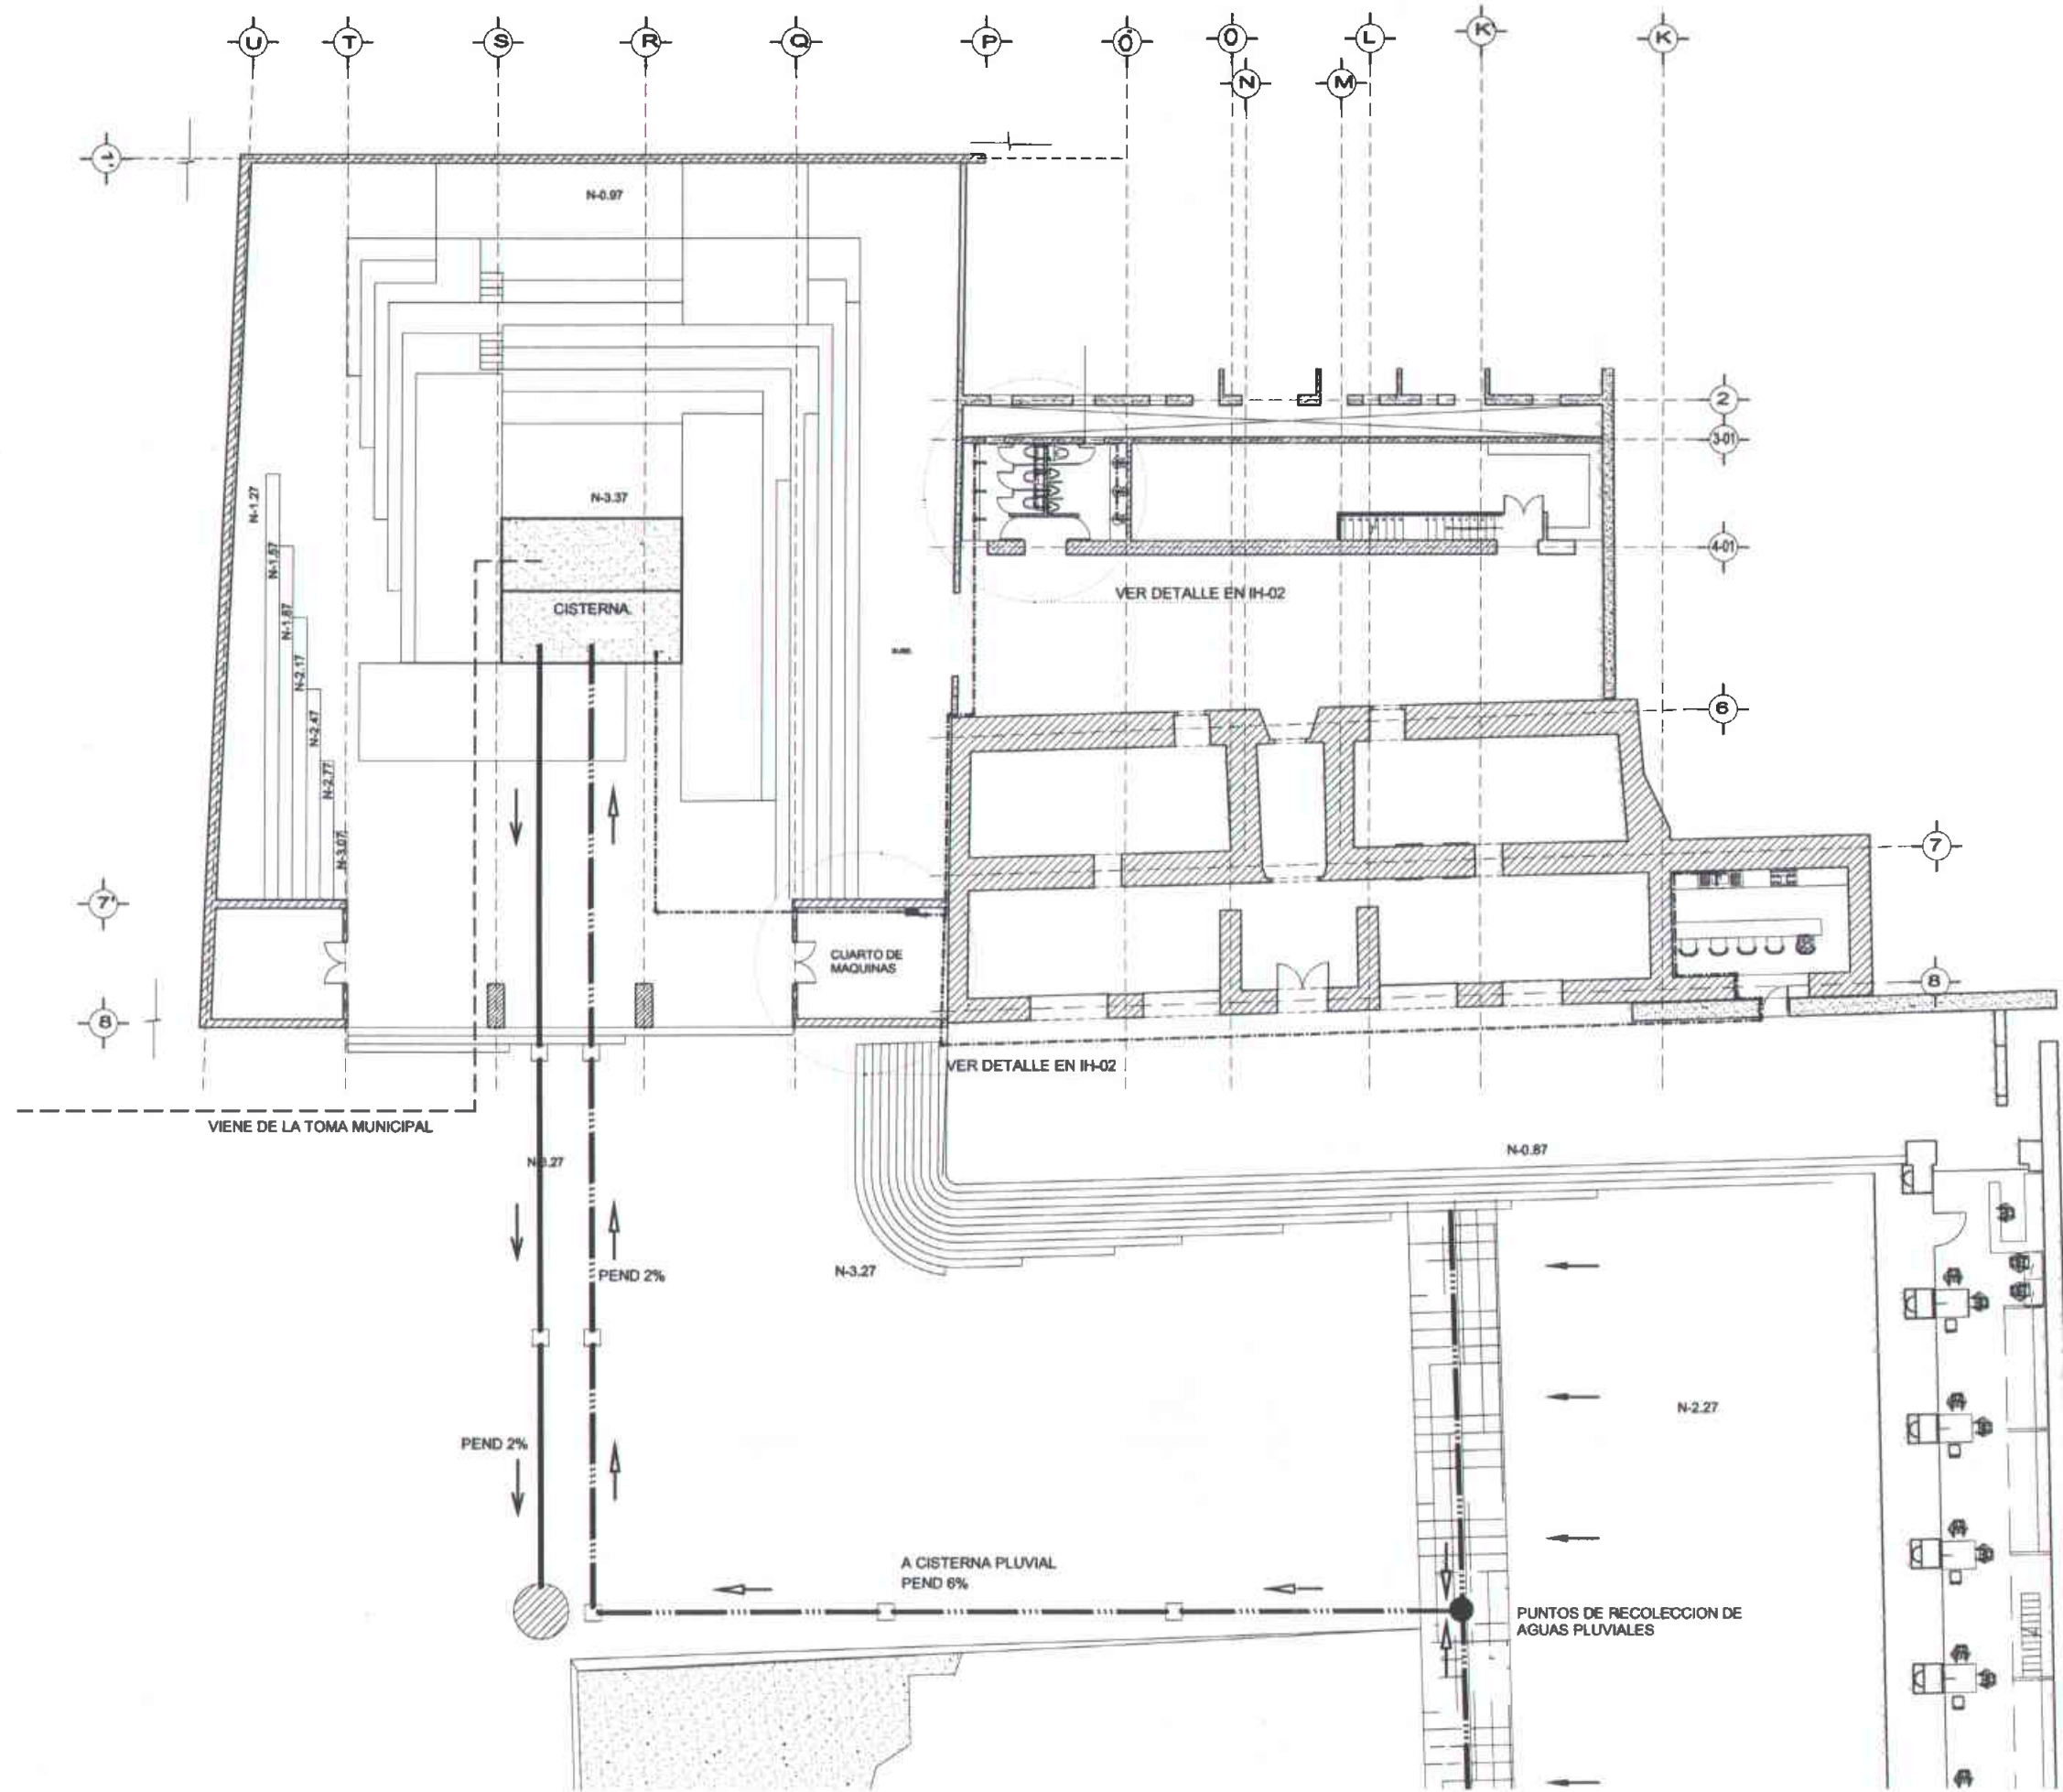 U
T
S
R
Q
P
O'
O
L
K'
K
N
M
1'
N-0.97
2
3-01
N-1.27
N-3.37
4-01
N-1.57
VER DETALLE EN IH-02
CISTERNA.
N-1.87
N-2.17
6
N-2.47
N-2.77
N-3.07
7
7'
CUARTO DE
MAQUINAS
8
8
VER DETALLE EN IH-02
VIENE DE LA TOMA MUNICIPAL
N-0.87
N-3.27
N-3.27
PEND 2%
N-2.27
PEND 2%
A CISTERNA PLUVIAL
PEND 6%
PUNTOS DE RECOLECCION DE
AGUAS PLUVIALES